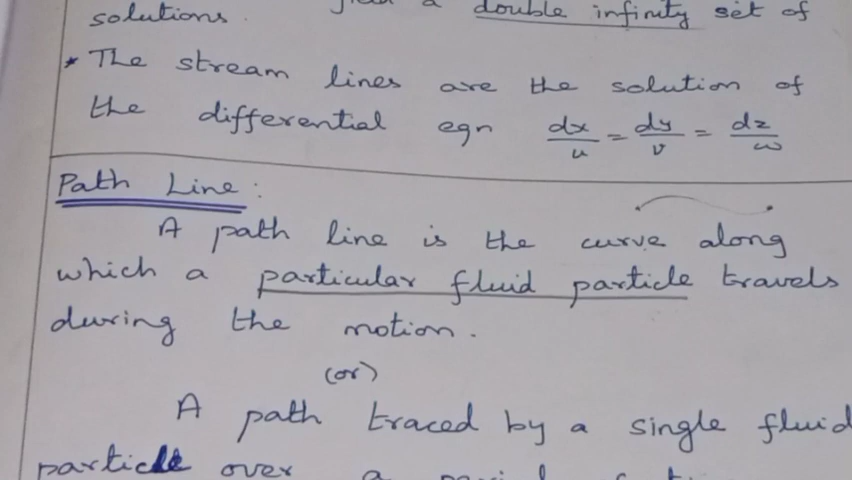 a double infinity set of
solutions.
* The stream lines are the solution of
the differential eqn dx/u = dy/v = dz/w
Path Line:
A path line is the curve along
which a particular fluid particle travels
during the motion.
(or)
A path traced by a single fluid
particle over a